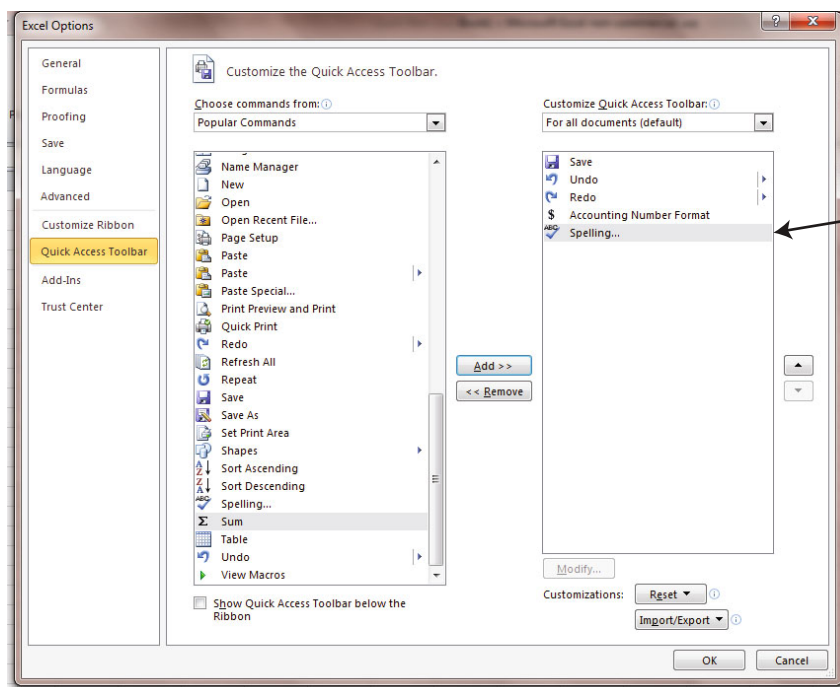 Excel Options
General
Formulas
Proofing
Save
Language
Advanced
Customize Ribbon
Quick Access Toolbar
Add-Ins
Trust Center
Customize the Quick Access Toolbar.
Choose commands from:
Popular Commands
Name Manager
New
Open
Open Recent File...
Page Setup
Paste
Paste
Paste Special...
Print Preview and Print
Quick Print
Redo
Refresh All
Repeat
Save
Save As
Set Print Area
Shapes
Sort Ascending
Sort Descending
Spelling...
Σ Sum
Table
Undo
View Macros
Show Quick Access Toolbar below the
Ribbon
Add >>
<< Remove
Customize Quick Access Toolbar:
For all documents (default)
Save
Undo
Redo
$ Accounting Number Format
ABC Spelling...
Modify...
Customizations: Reset
Import/Export
OK Cancel